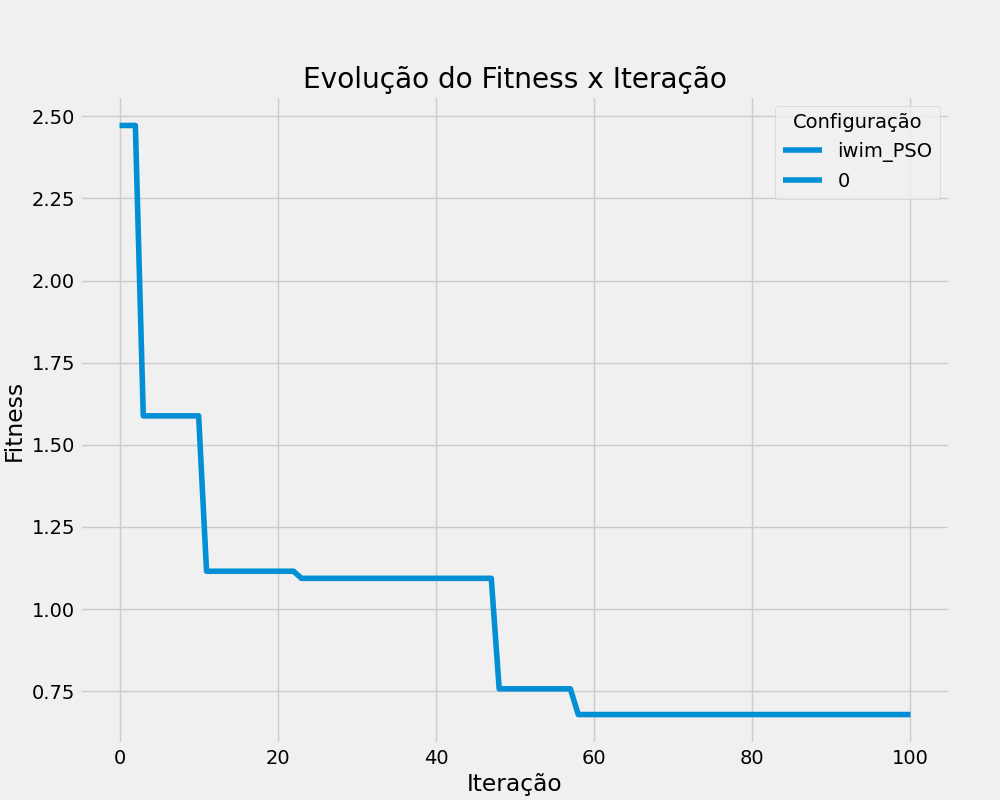 Evolução do Fitness x Iteração
Configuração
iwim_PSO
0
Fitness
2.50
2.25
2.00
1.75
1.50
1.25
1.00
0.75
0 20 40 60 80 100
Iteração